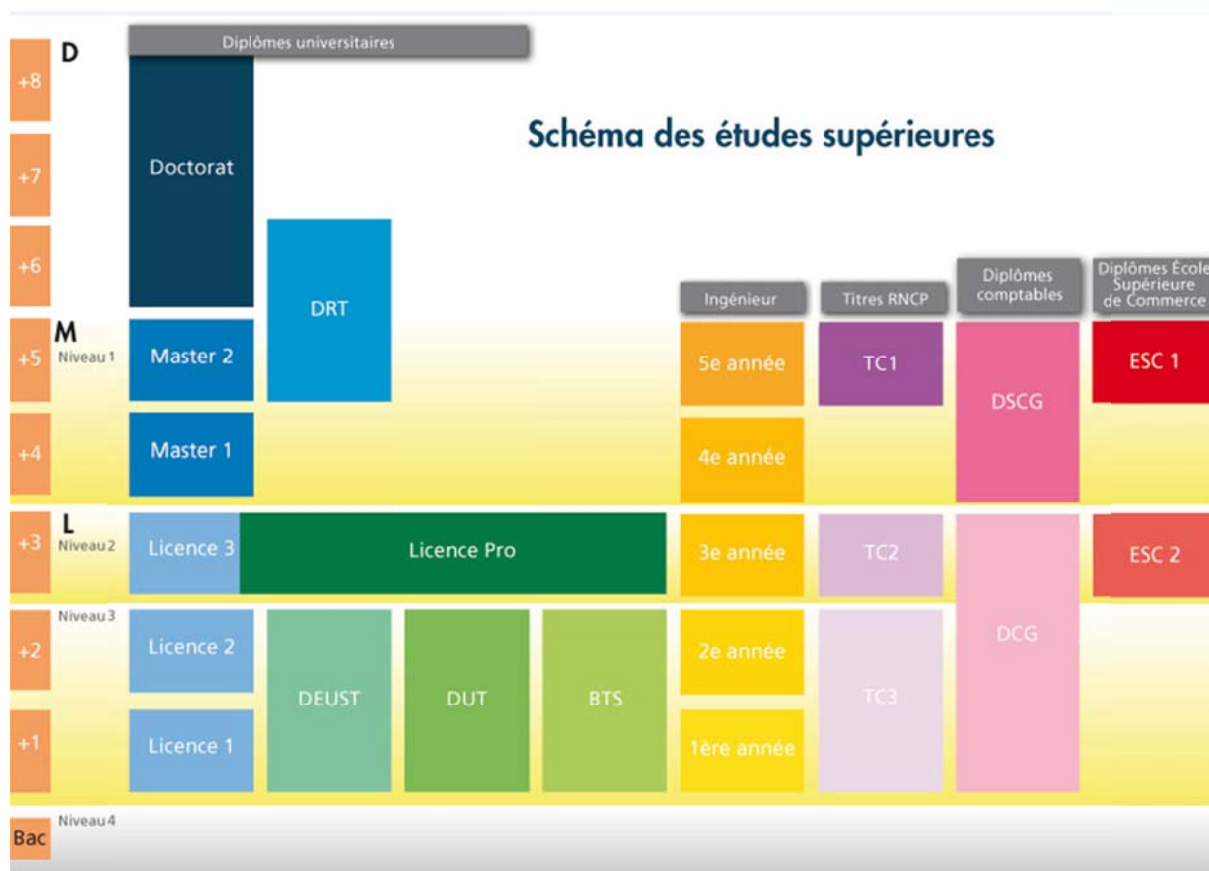 Diplômes universitaires
D
+8
Schéma des études supérieures
+7
Doctorat
+6
DRT
Ingénieur
Titres RNCP
Diplômes
comptables
Diplômes École
Supérieure
de Commerce
M
+5
Niveau 1
Master 2
5e année
TC1
DSCG
ESC 1
+4
Master 1
4e année
L
+3
Niveau 2
Licence 3
Licence Pro
3e année
TC2
ESC 2
Niveau 3
+2
Licence 2
2e année
DCG
DEUST
DUT
BTS
TC3
+1
Licence 1
1ère année
Niveau 4
Bac